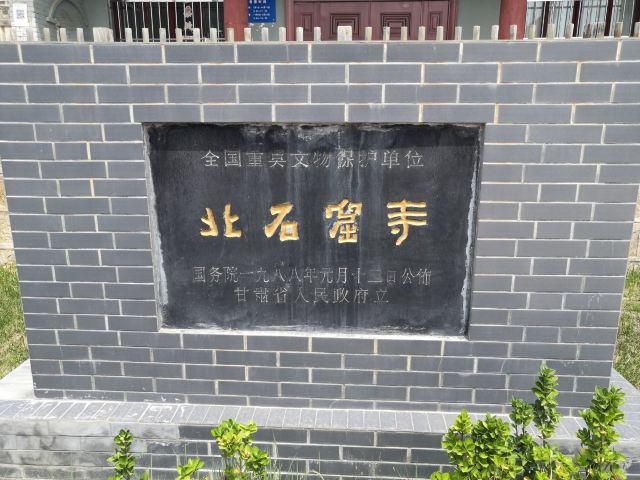 全国重点文物保护单位
北石窟寺
国务院一九八八年元月十三日公佈
甘肃省人民政府立